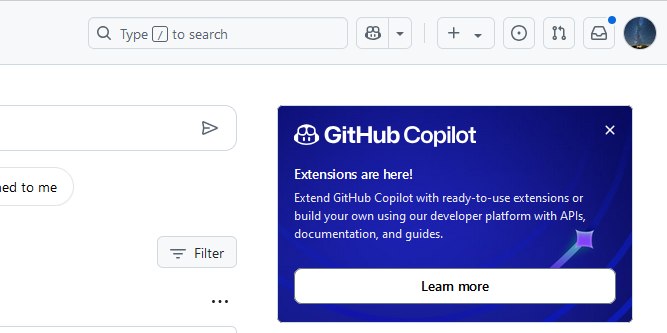 Type / to search
GitHub Copilot
Extensions are here!
ned to me
Extend GitHub Copilot with ready-to-use extensions or
build your own using our developer platform with APIs,
documentation, and guides.
Filter
Learn more